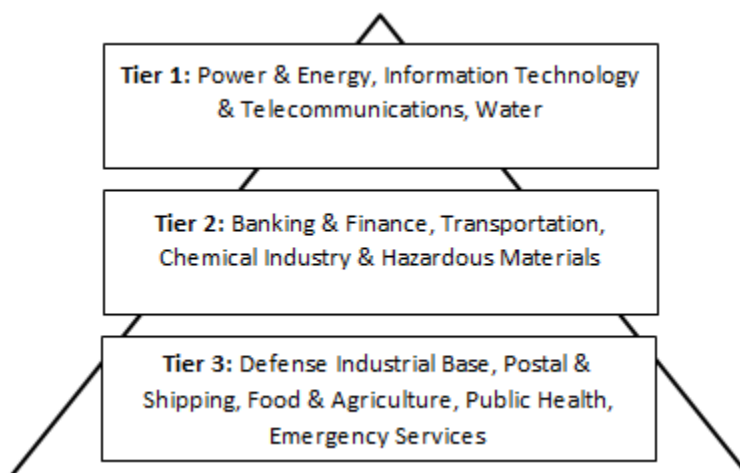 Tier 1: Power & Energy, Information Technology
& Telecommunications, Water
Tier 2: Banking & Finance, Transportation,
Chemical Industry & Hazardous Materials
Tier 3: Defense Industrial Base, Postal &
Shipping, Food & Agriculture, Public Health,
Emergency Services